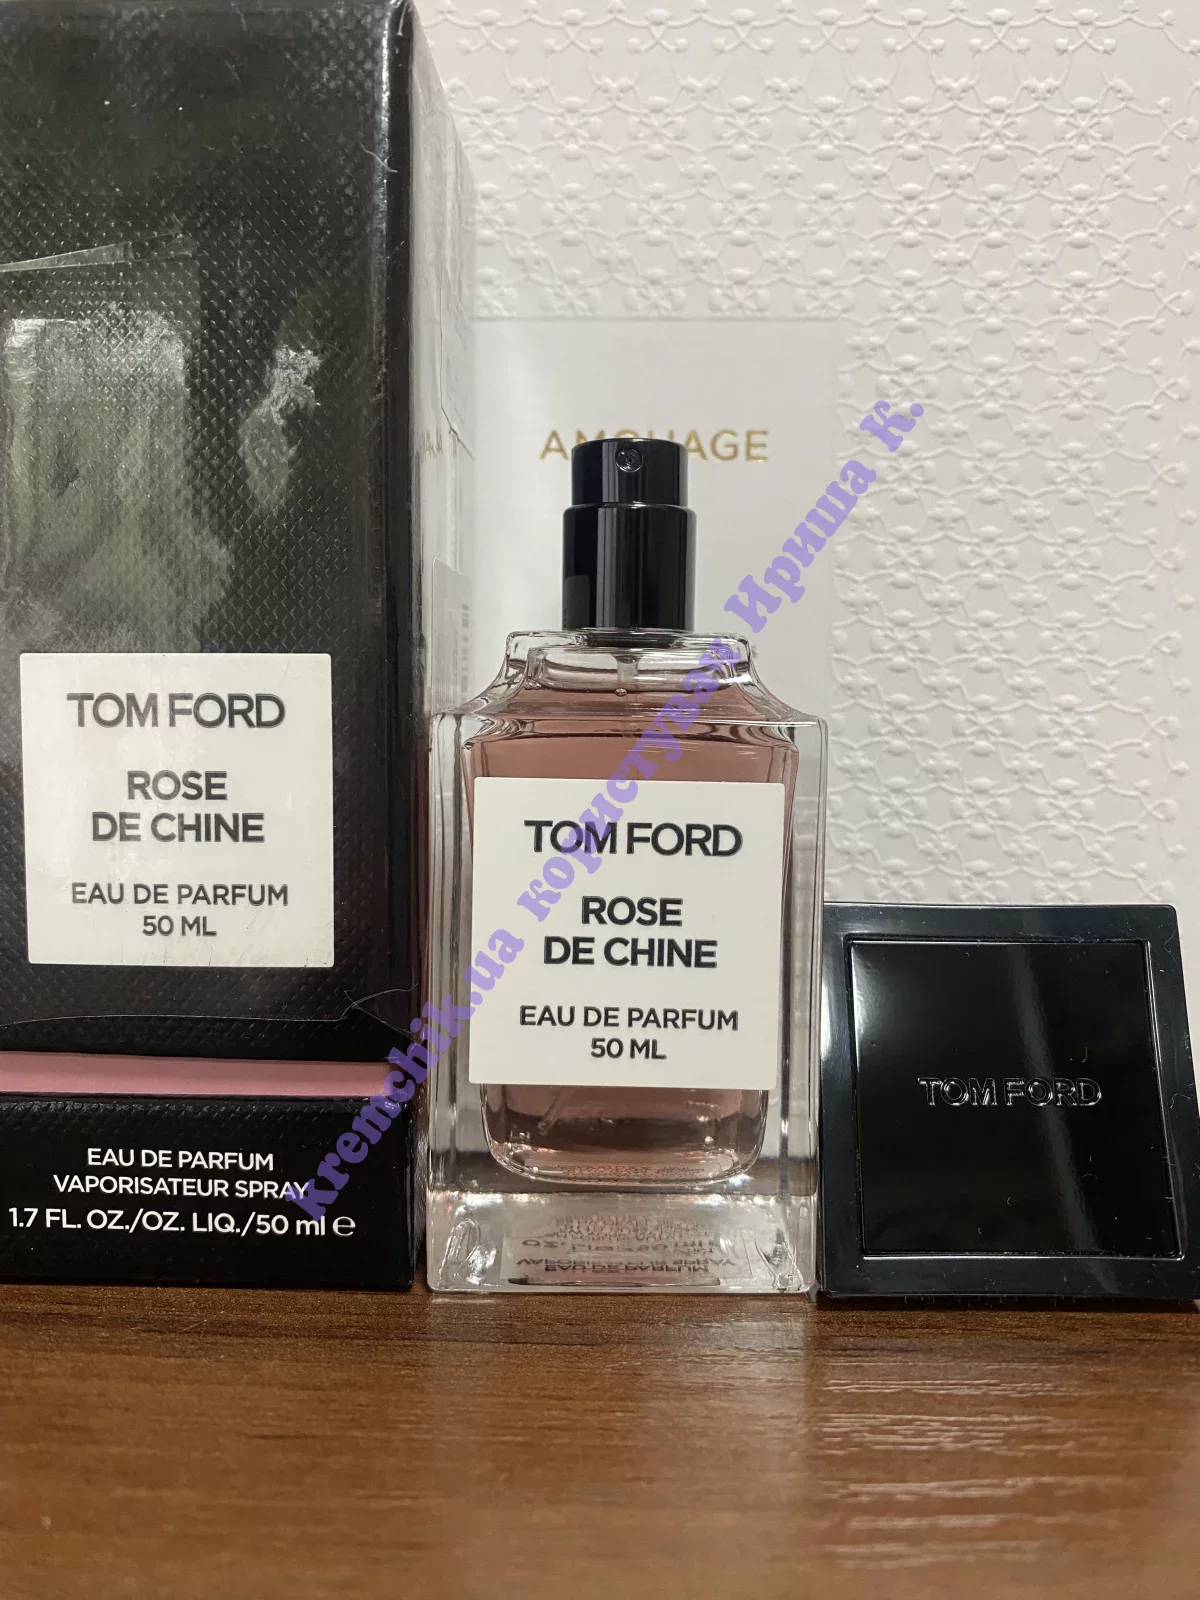 TOM FORD
ROSE
DE CHINE
EAU DE PARFUM
50 ML
EAU DE PARFUM
VAPORISATEUR SPRAY
1.7 FL. OZ./OZ. LIQ./50 ml ℮
AMOUAGE
TOM FORD
ROSE
DE CHINE
EAU DE PARFUM
50 ML
TOM FORD
kremchik.ua користувач Ириша К.